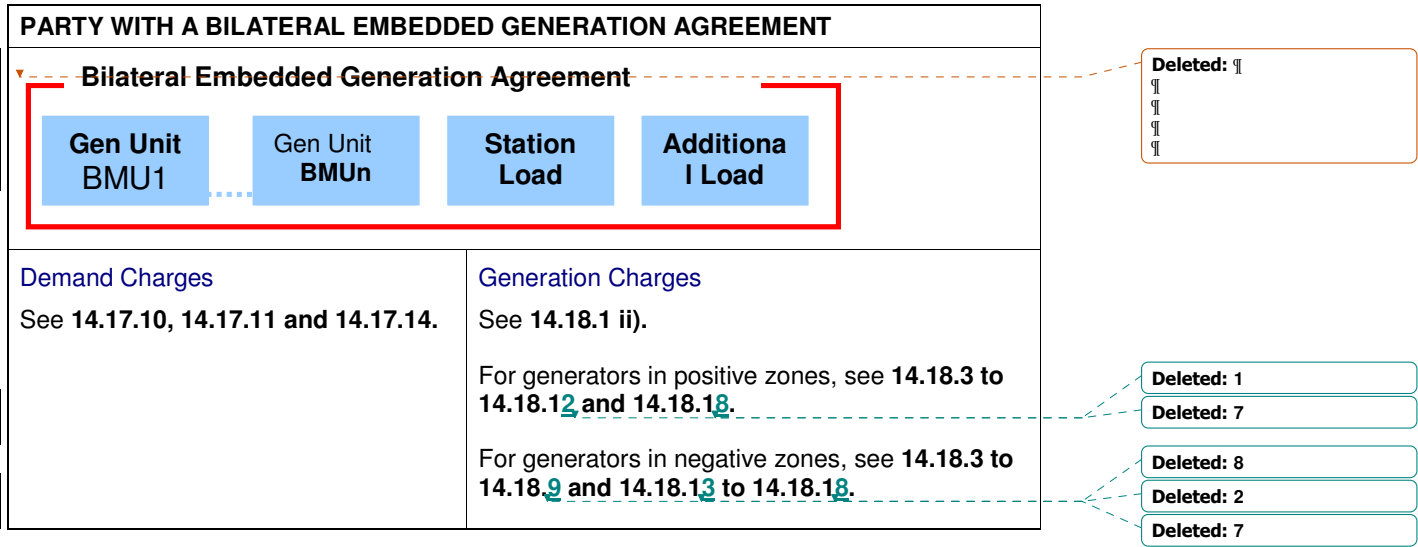 PARTY WITH A BILATERAL EMBEDDED GENERATION AGREEMENT
Bilateral Embedded Generation Agreement
Gen Unit
BMU1
Gen Unit
BMUn
Station
Load
Additiona
l Load
Demand Charges
See 14.17.10, 14.17.11 and 14.17.14.
Generation Charges
See 14.18.1 ii).
For generators in positive zones, see 14.18.3 to
14.18.12 and 14.18.18.
For generators in negative zones, see 14.18.3 to
14.18.9 and 14.18.13 to 14.18.18.
Deleted: ¶
¶
¶
¶
¶
Deleted: 1
Deleted: 7
Deleted: 8
Deleted: 2
Deleted: 7